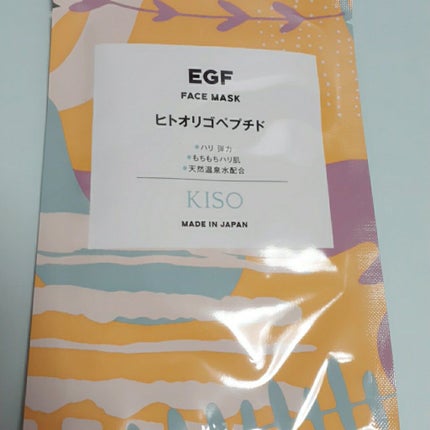 EGF
FACE MASK
ヒトオリゴペプチド
*ハリ 弾力
*もちもちハリ肌
*天然温泉水配合
KISO
MADE IN JAPAN